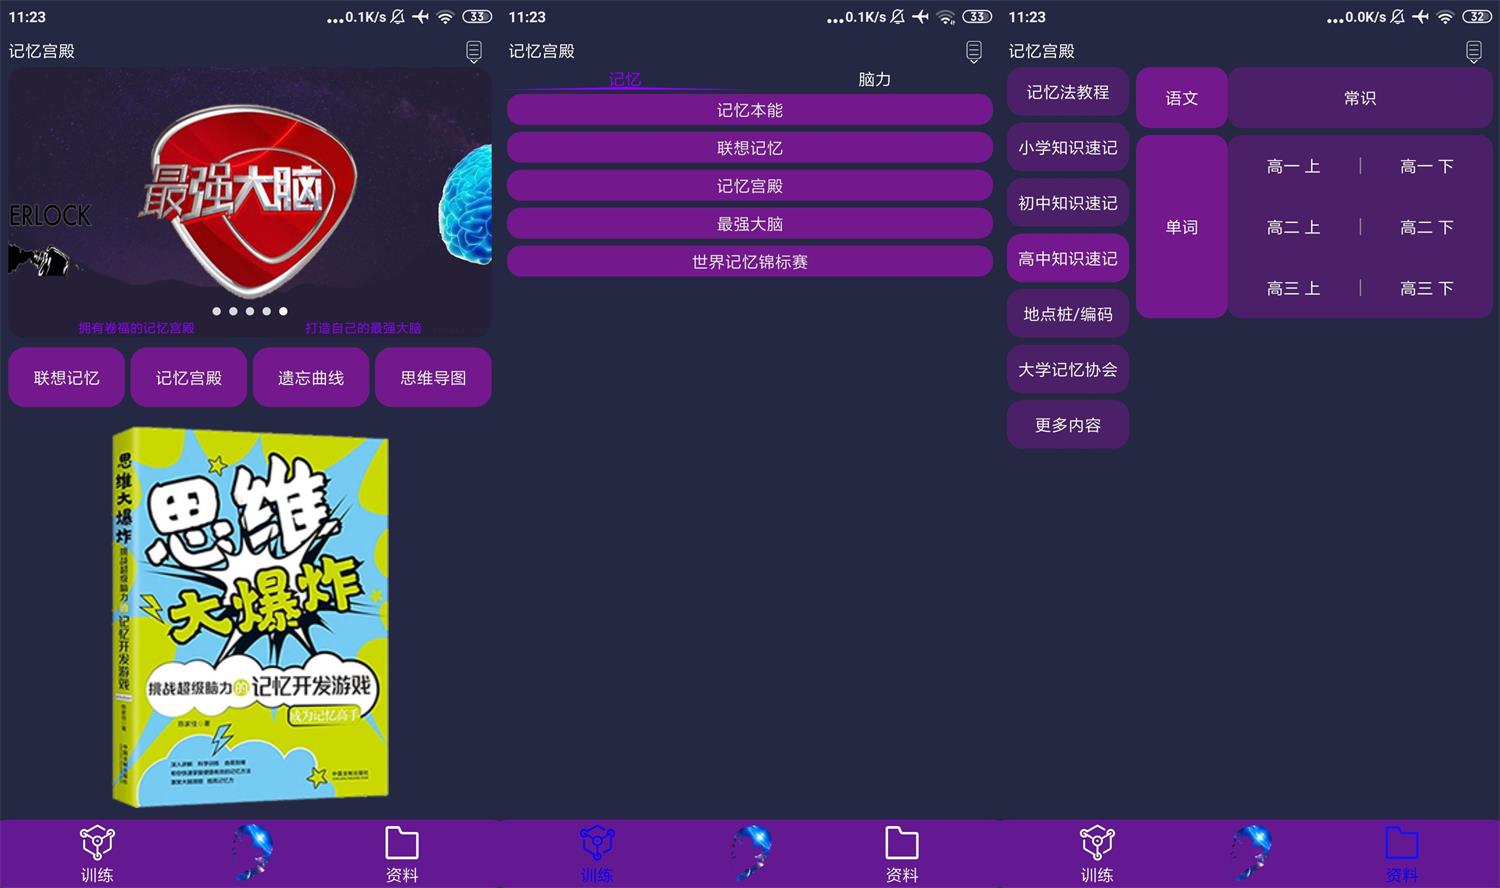 11:23
...0.1K/s
33
记忆宫殿
最强大脑
ERLOCK
拥有卷福的记忆宫殿
打造自己的最强大脑
联想记忆
记忆宫殿
遗忘曲线
思维导图
思维大爆炸
挑战超级脑力的记忆开发游戏
思维
大爆炸
挑战超级脑力的记忆开发游戏
成为记忆高手
陈家佳◎著
训练
资料
11:23
...0.1K/s
33
记忆宫殿
记忆
脑力
记忆本能
联想记忆
记忆宫殿
最强大脑
世界记忆锦标赛
训练
资料
11:23
...0.0K/s
32
记忆宫殿
记忆法教程
小学知识速记
初中知识速记
高中知识速记
地点桩/编码
大学记忆协会
更多内容
语文
常识
单词
高一 上 | 高一 下
高二 上 | 高二 下
高三 上 | 高三 下
训练
资料